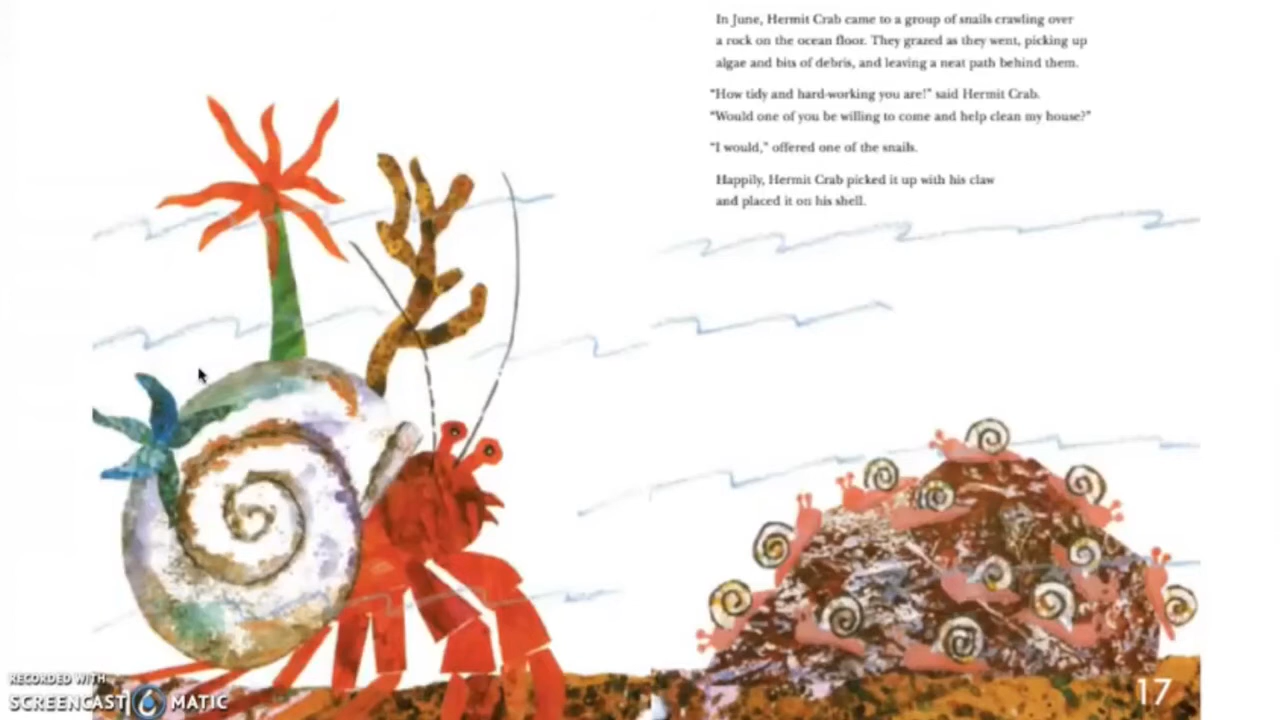 In June, Hermit Crab came to a group of snails crawling over
a rock on the ocean floor. They grazed as they went, picking up
algae and bits of debris, and leaving a neat path behind them.
"How tidy and hard-working you are!" said Hermit Crab.
"Would one of you be willing to come and help clean my house?"
"I would," offered one of the snails.
Happily, Hermit Crab picked it up with his claw
and placed it on his shell.
RECORDED WITH
SCREENCAST MATIC
17